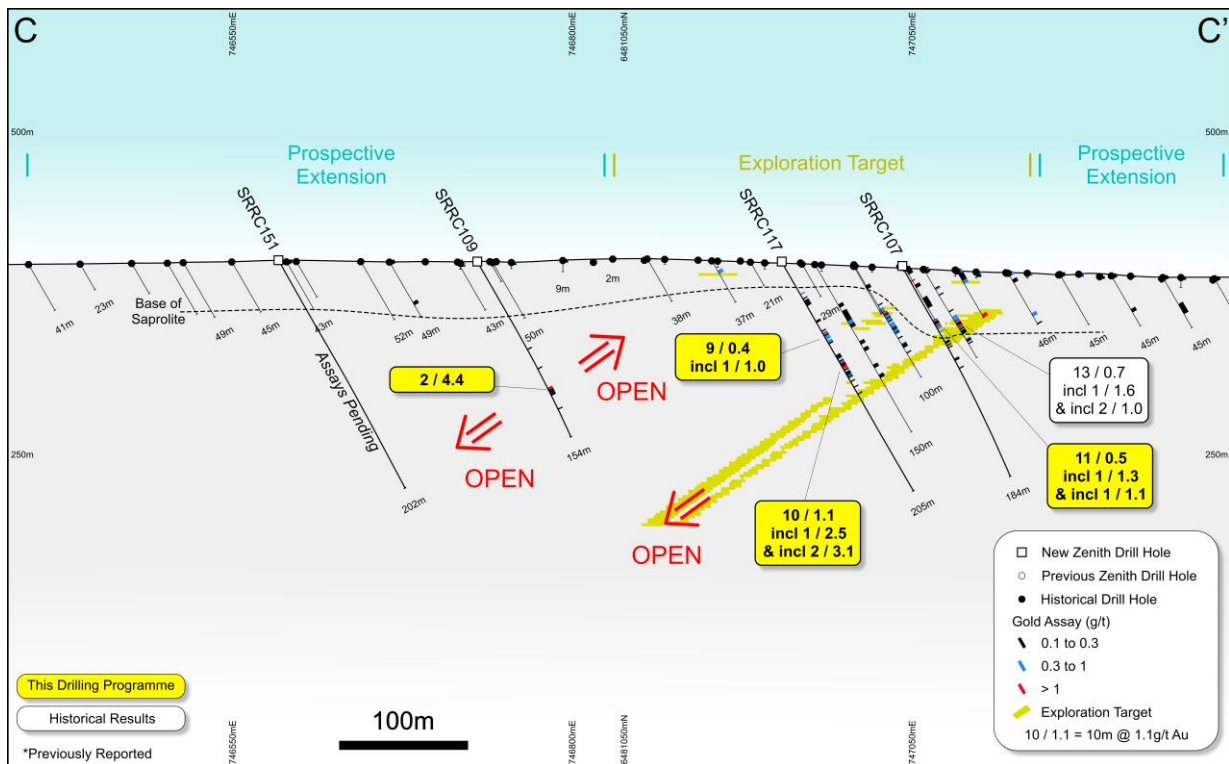 C
C'
746550mE
746800mE
6481050mN
747050mE
500m
500m
Prospective
Extension
Exploration Target
Prospective
Extension
SRRC151
SRRC109
SRRC117
SRRC107
41m
23m
Base of
Saprolite
49m
45m
43m
52m
49m
43m
50m
9m
2m
38m
37m
21m
29m
46m
45m
45m
45m
Assays Pending
2 / 4.4
OPEN
OPEN
OPEN
9 / 0.4
incl 1 / 1.0
13 / 0.7
incl 1 / 1.6
& incl 2 / 1.0
11 / 0.5
incl 1 / 1.3
& incl 1 / 1.1
10 / 1.1
incl 1 / 2.5
& incl 2 / 3.1
100m
150m
154m
184m
202m
205m
250m
250m
New Zenith Drill Hole
Previous Zenith Drill Hole
Historical Drill Hole
Gold Assay (g/t)
0.1 to 0.3
0.3 to 1
> 1
Exploration Target
10 / 1.1 = 10m @ 1.1g/t Au
This Drilling Programme
Historical Results
*Previously Reported
100m
746550mE
746800mE
6481050mN
747050mE